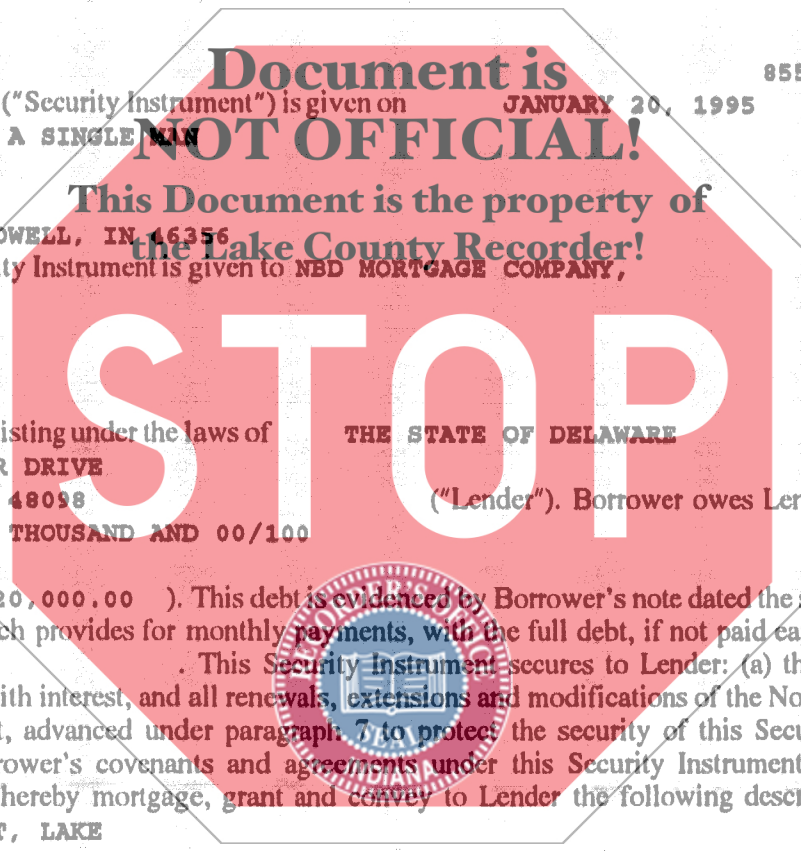 Document is
855
("Security Instrument") is given on JANUARY 20, 1995
A SINGLE MAN
NOT OFFICIAL!
This Document is the property of
OWELL, IN 46356
the Lake County Recorder!
ty Instrument is given to NBD MORTGAGE COMPANY,
STOP
isting under the laws of THE STATE OF DELAWARE
R DRIVE
48098 ("Lender"). Borrower owes Len
THOUSAND AND 00/100
20,000.00 ). This debt is evidenced by Borrower's note dated the s
ch provides for monthly payments, with the full debt, if not paid ea
. This Security Instrument secures to Lender: (a) th
ith interest, and all renewals, extensions and modifications of the No
t, advanced under paragraph 7 to protect the security of this Secu
rower's covenants and agreements under this Security Instrument
hereby mortgage, grant and convey to Lender the following descr
T, LAKE
SEAL
INDIANA